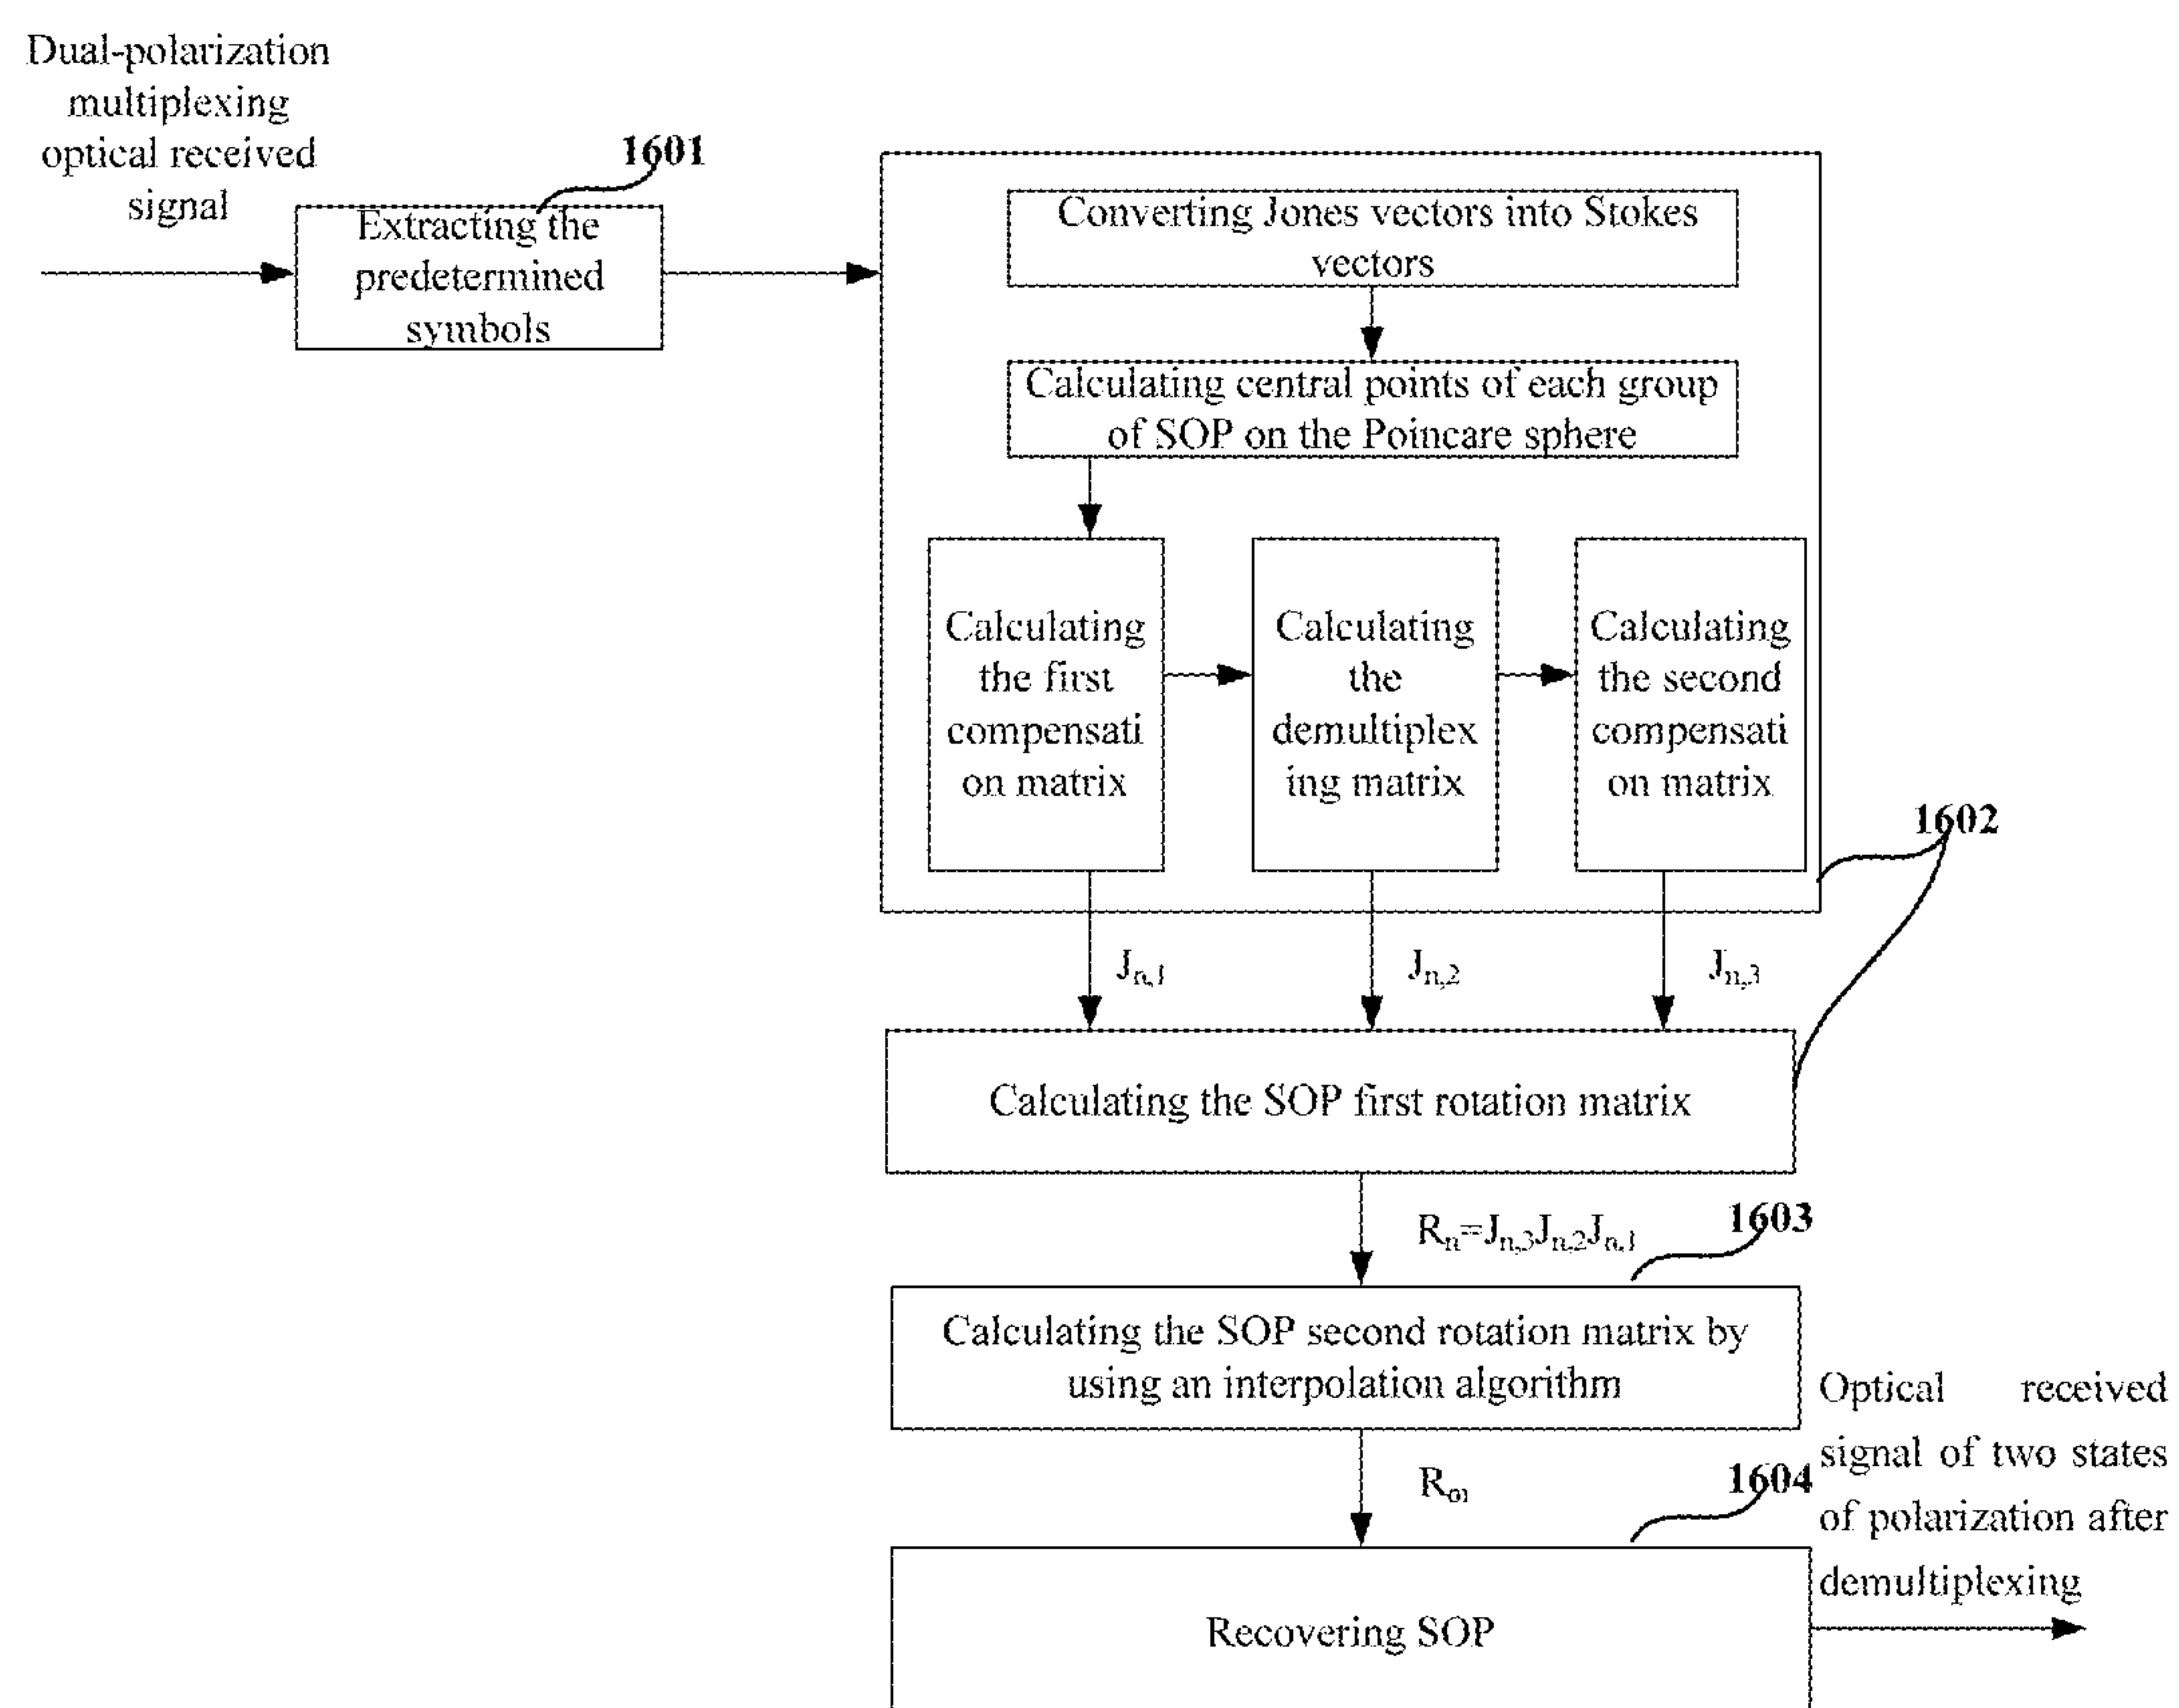 Dual-polarization
multiplexing
optical received
signal
1601
Extracting the
predetermined
symbols
Converting Jones vectors into Stokes
vectors
Calculating central points of each group
of SOP on the Poincare sphere
Calculating
the first
compensati
on matrix
Calculating
the
demultiplex
ing matrix
Calculating
the second
compensati
on matrix
1602
Jn,1
Jn,2
Jn,3
Calculating the SOP first rotation matrix
Rn=Jn,3Jn,2Jn,1
1603
Calculating the SOP second rotation matrix by
using an interpolation algorithm
Rm
1604
Optical received
signal of two states
of polarization after
demultiplexing
Recovering SOP